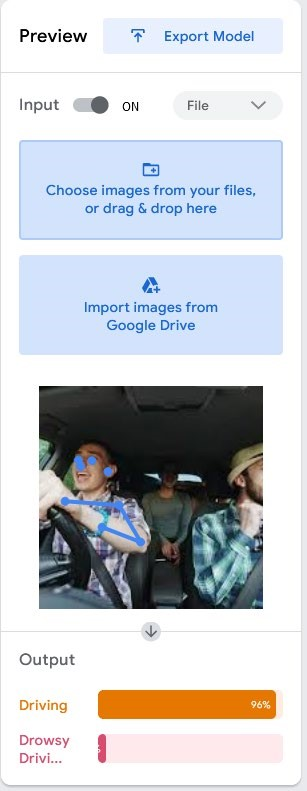 Preview
Export Model
Input
ON
File
Choose images from your files,
or drag & drop here
Import images from
Google Drive
Output
Driving
96%
Drowsy
Drivi...